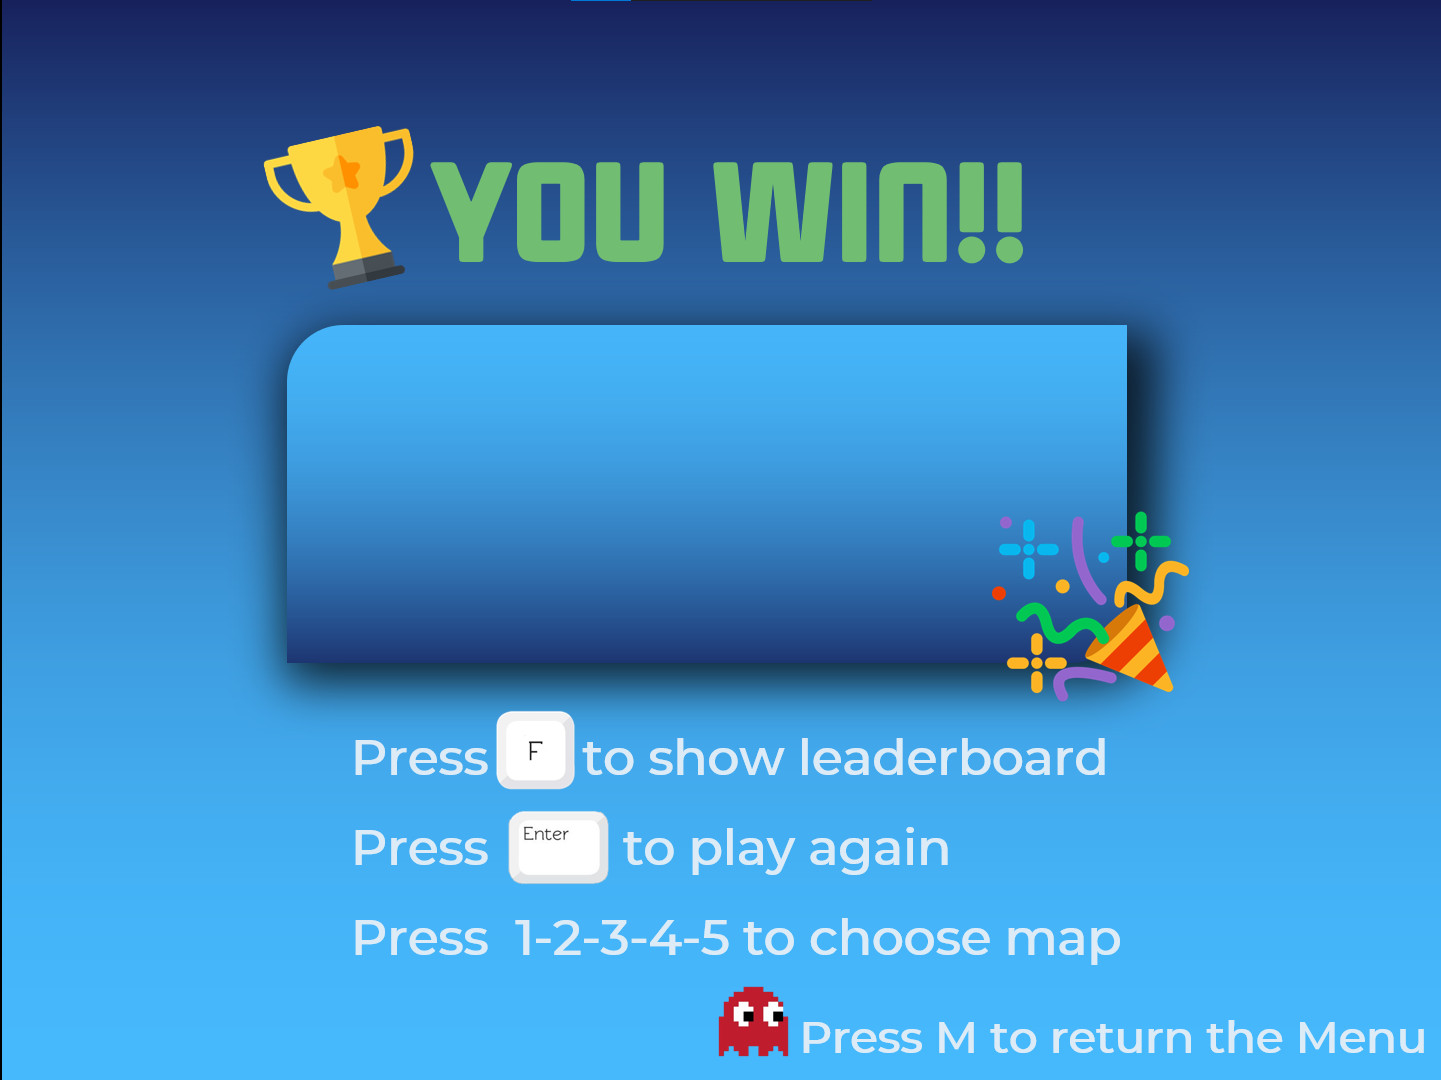 YOU WIN!!
Press F to show leaderboard
Press Enter to play again
Press 1-2-3-4-5 to choose map
Press M to return the Menu